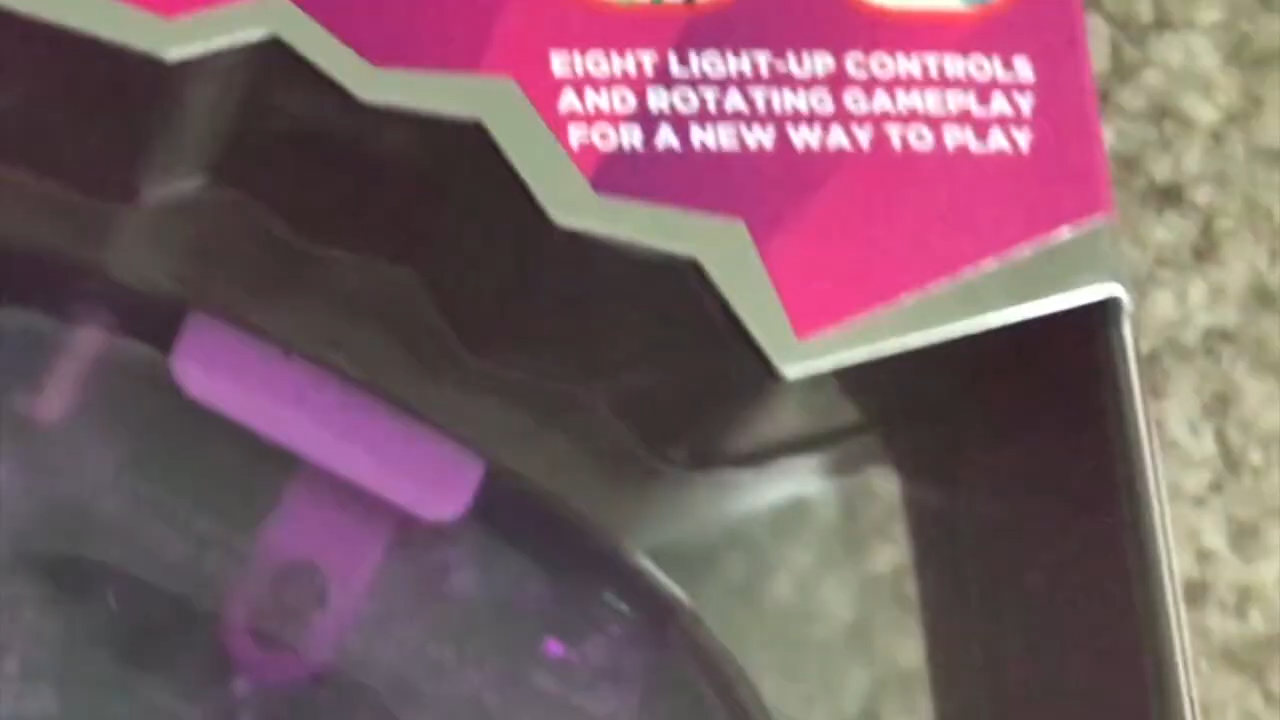 EIGHT LIGHT-UP CONTROLS
AND ROTATING GAMEPLAY
FOR A NEW WAY TO PLAY